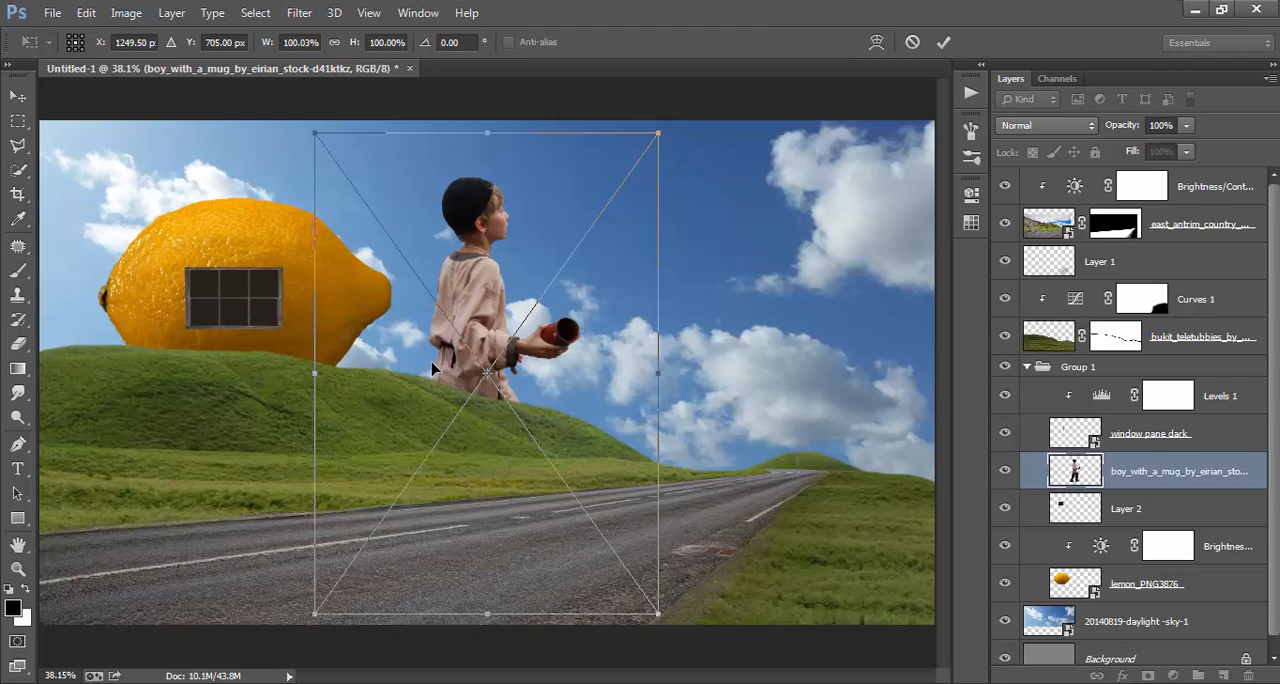 Ps File Edit Image Layer Type Select Filter 3D View Window Help
X: 1249.50 px Y: 705.00 px W: 100.03% H: 100.00% 0.00 ° Anti-alias Essentials
Untitled-1 @ 38.1% (boy_with_a_mug_by_eirian_stock-d41ktkz, RGB/8) * ×
Layers Channels
Kind
Normal Opacity: 100%
Lock: Fill: 100%
Brightness/Cont...
east_antrim_country_...
Layer 1
Curves 1
bukit_teletubbies_by_...
Group 1
Levels 1
window pane dark
boy_with_a_mug_by_eirian_sto...
Layer 2
Brightnes...
lemon_PNG3876
20140819-daylight -sky-1
Background
38.15% Doc: 10.1M/43.8M